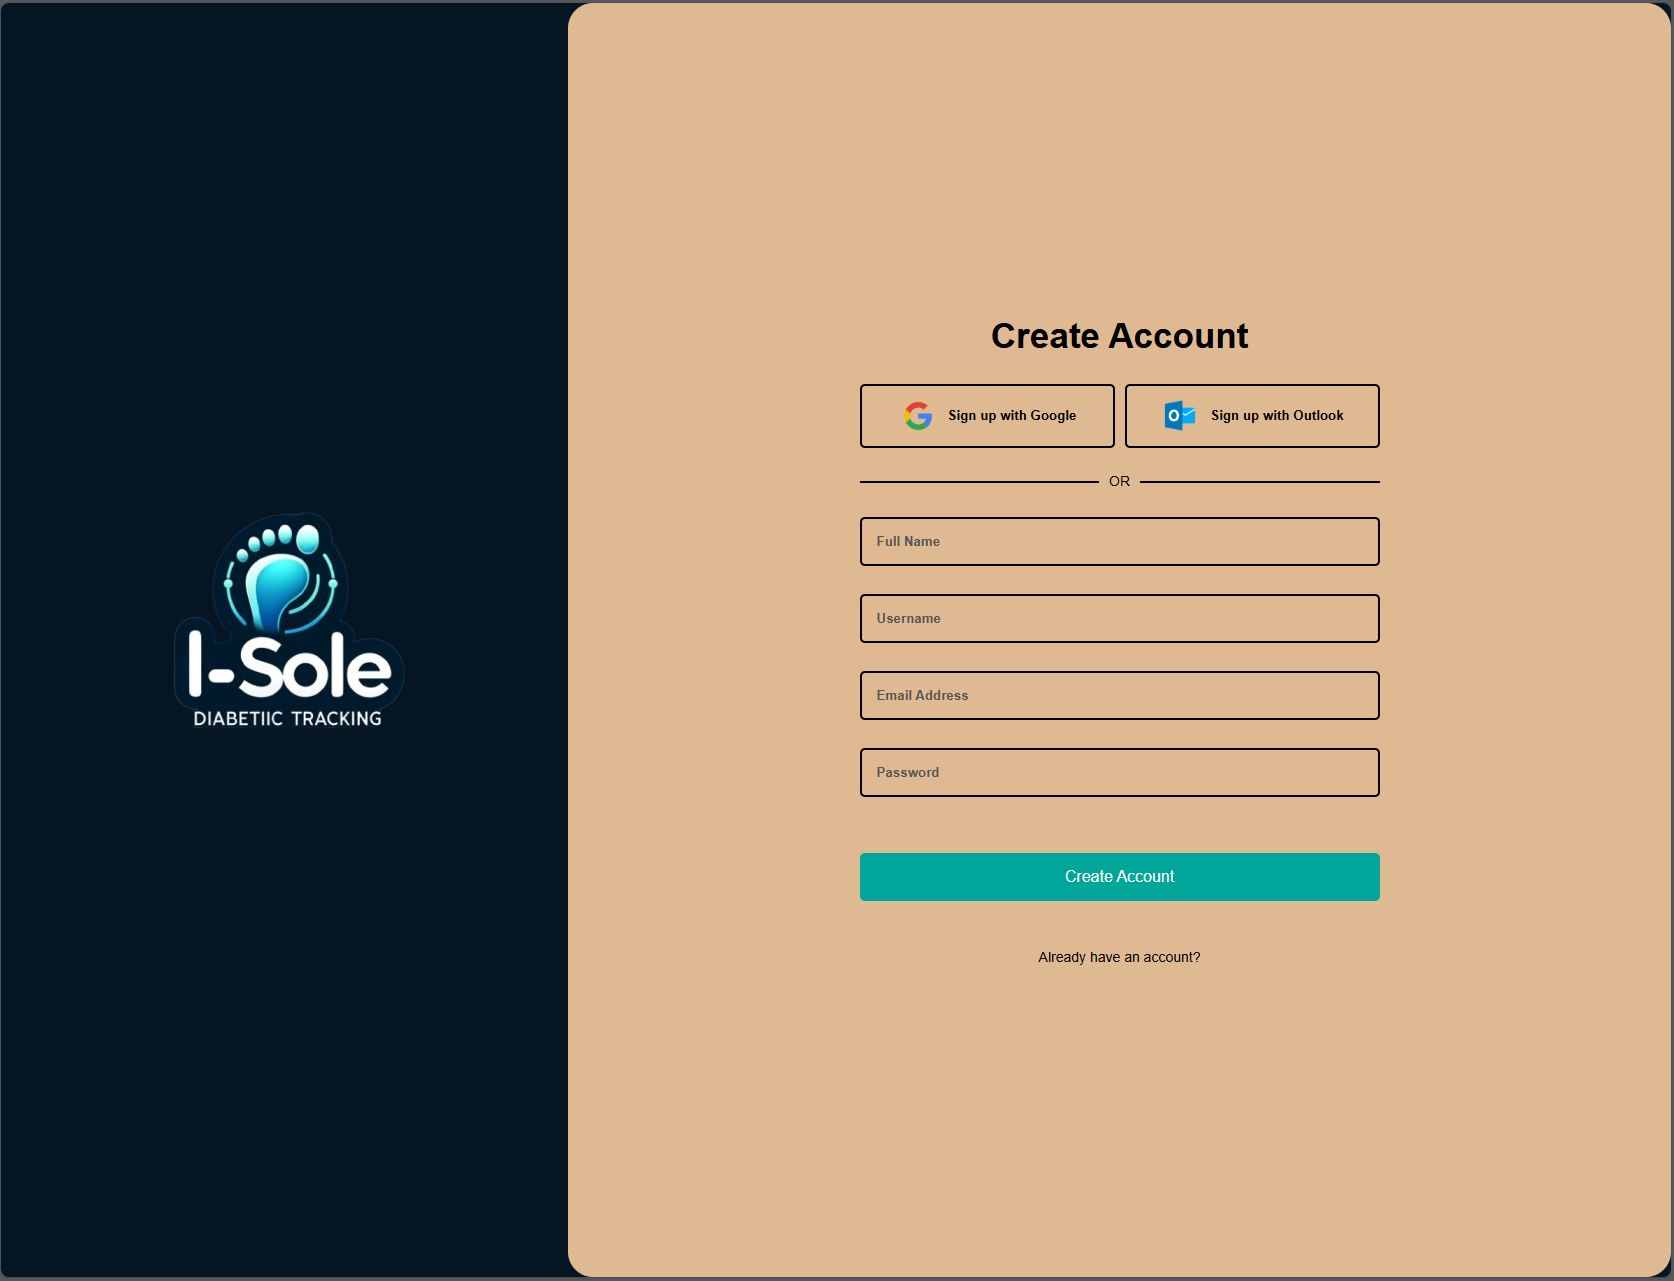 I-Sole
DIABETIIC TRACKING
Create Account
Sign up with Google
Sign up with Outlook
OR
Full Name
Username
Email Address
Password
Create Account
Already have an account?